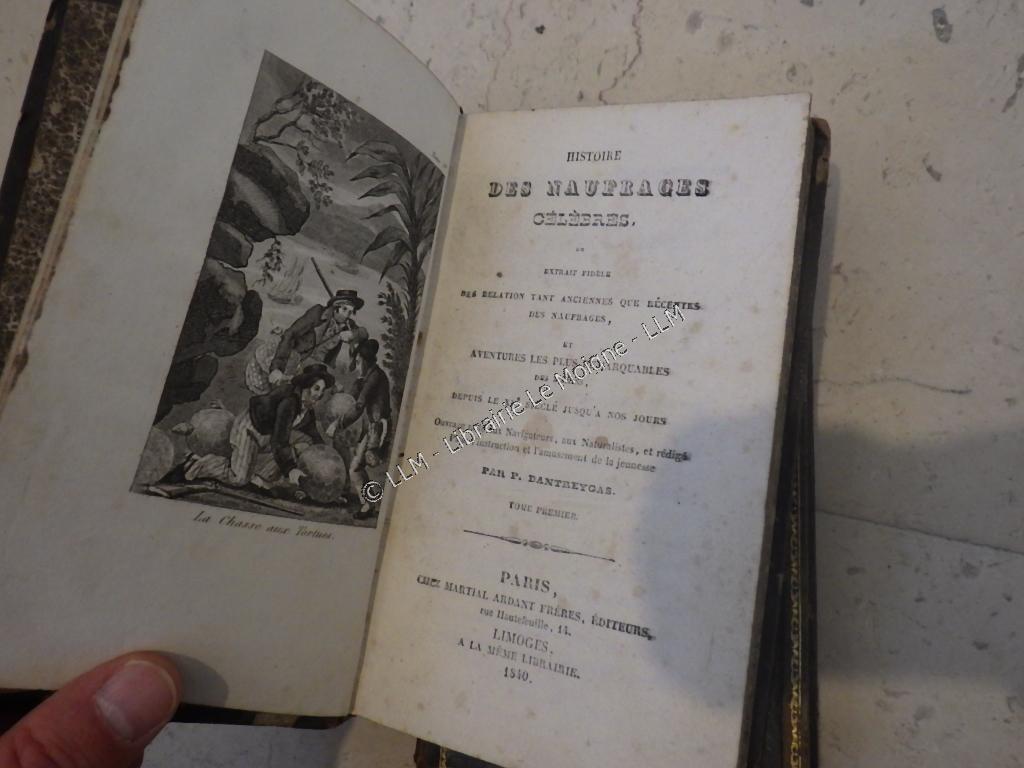 La Chasse aux Tortues.
HISTOIRE
DES NAUFRAGES
CÉLÈBRES,
OU
EXTRAIT FIDÈLE
DES RELATION TANT ANCIENNES QUE RÉCENTES
DES NAUFRAGES,
ET
AVENTURES LES PLUS REMARQUABLES
DES
DEPUIS LE SIÈCLE JUSQU'A NOS JOURS
aux Navigateurs, aux Naturalistes, et rédigé
l'instruction et l'amusement de la jeunesse
PAR P. DANTREYGAS.
TOME PREMIER.
PARIS,
CHEZ MARTIAL ARDANT FRÈRES, ÉDITEURS,
rue Hautefeuille, 14.
LIMOGES,
A LA MÊME LIBRAIRIE.
1840.
© LLM - Librairie Le Moigne - LLM